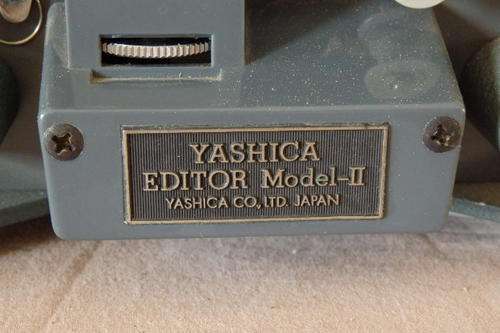 YASHICA
EDITOR Model-II
YASHICA CO., LTD. JAPAN